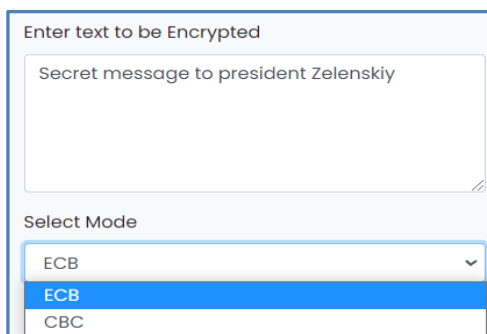 Enter text to be Encrypted
Secret message to president Zelenskiy
Select Mode
ECB
ECB
CBC